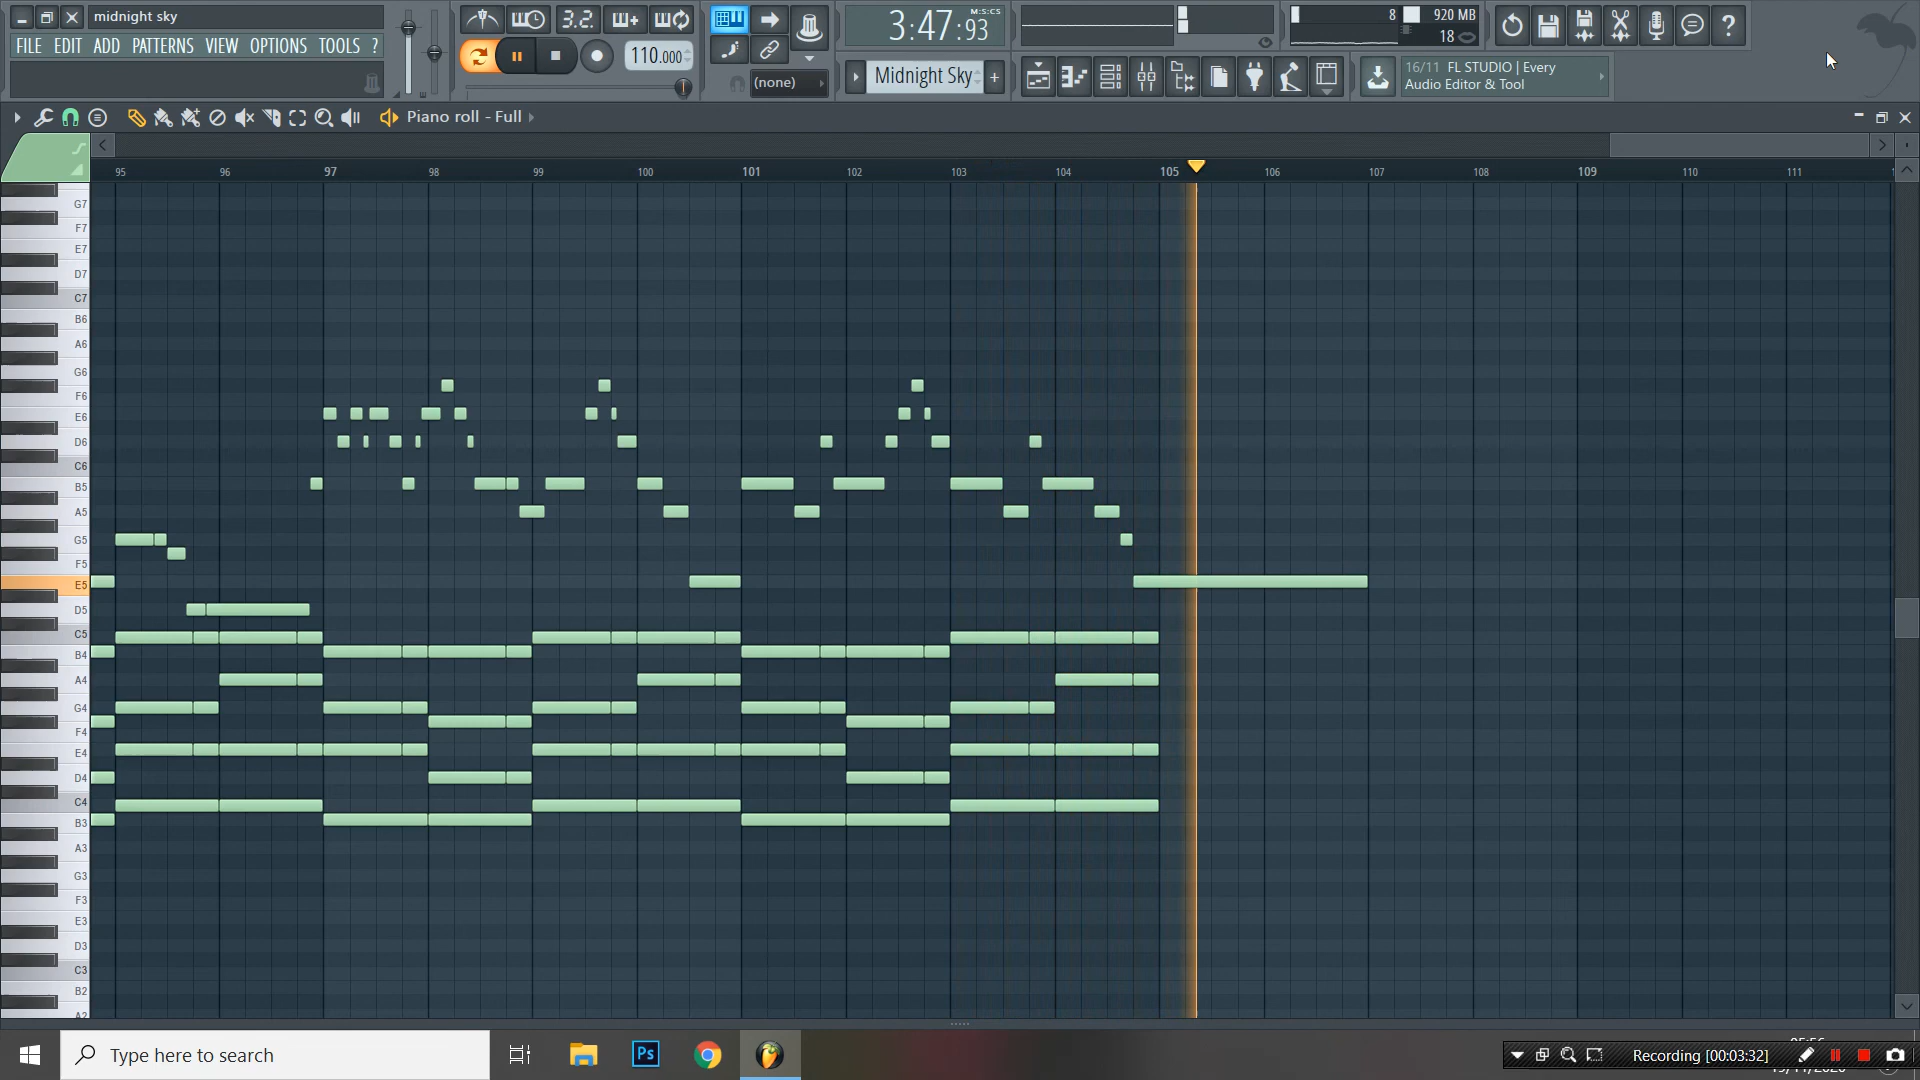 midnight sky
FILE EDIT ADD PATTERNS VIEW OPTIONS TOOLS ?
3.2.
110.000
(none)
M:S:CS
3:47:93
Midnight Sky
8
920 MB
18
16/11 FL STUDIO | Every
Audio Editor & Tool
Piano roll - Full
95 96 97 98 99 100 101 102 103 104 105 106 107 108 109 110 111
G7
F7
E7
D7
C7
B6
A6
G6
F6
E6
D6
C6
B5
A5
G5
F5
E5
D5
C5
B4
A4
G4
F4
E4
D4
C4
B3
A3
G3
F3
E3
D3
C3
B2
A2
Type here to search
Ps
Recording [00:03:32]